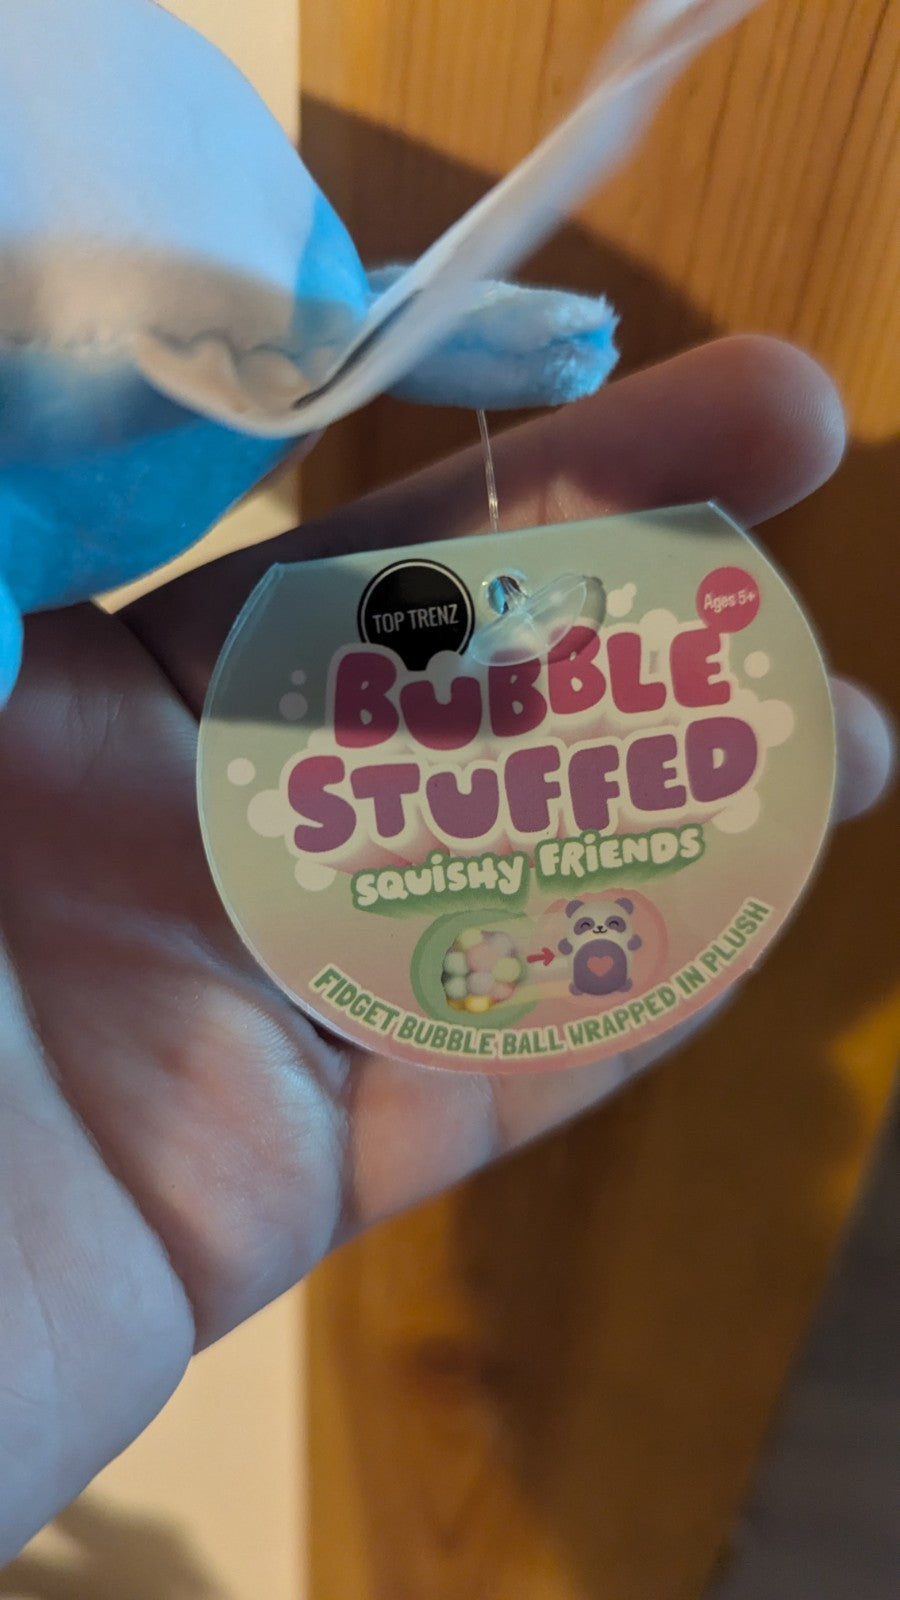 TOP TRENZ
Ages 5+
BUBBLE
STUFFED
SQUISHY FRIENDS
FIDGET BUBBLE BALL WRAPPED IN PLUSH